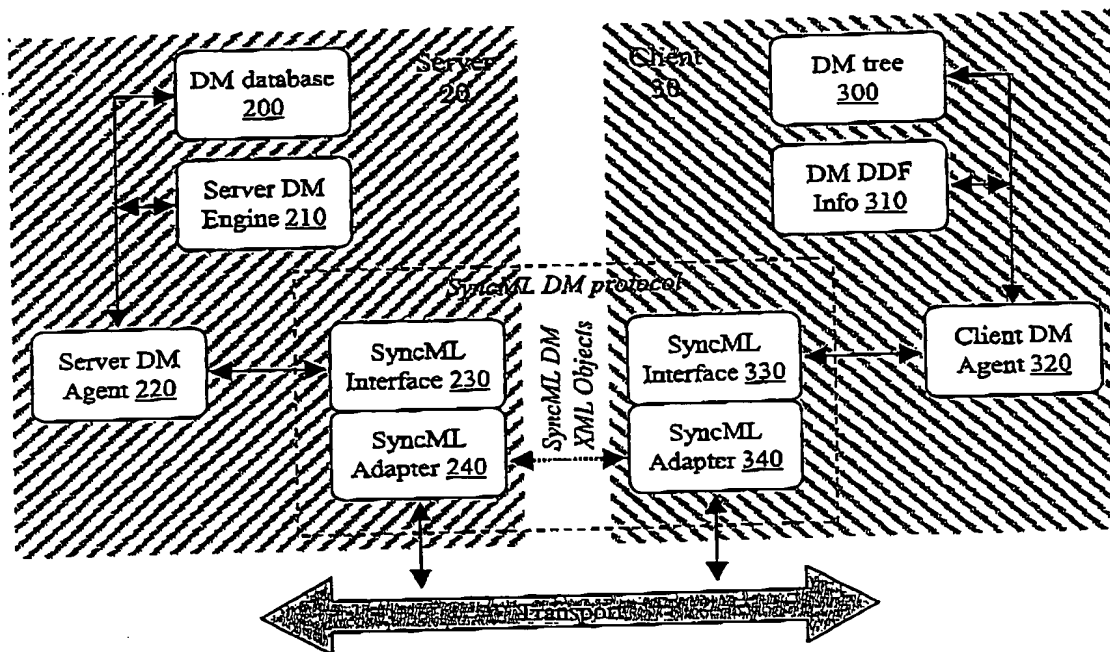 Server
20
DM database
200
Server DM
Engine 210
Client
30
DM tree
300
DM DDF
Info 310
SyncML DM protocol
Server DM
Agent 220
SyncML
Interface 230
SyncML
Adapter 240
SyncML DM
XML Objects
SyncML
Interface 330
SyncML
Adapter 340
Client DM
Agent 320
Transport